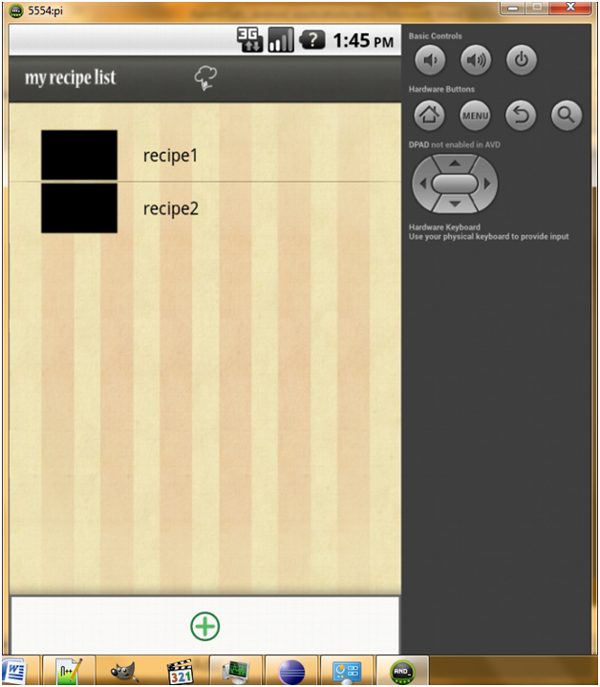 5554:pi
3G ? 1:45 PM
my recipe list
recipe1
recipe2
Basic Controls
Hardware Buttons
MENU
DPAD not enabled in AVD
Hardware Keyboard
Use your physical keyboard to provide input
W n++ 321 AND_